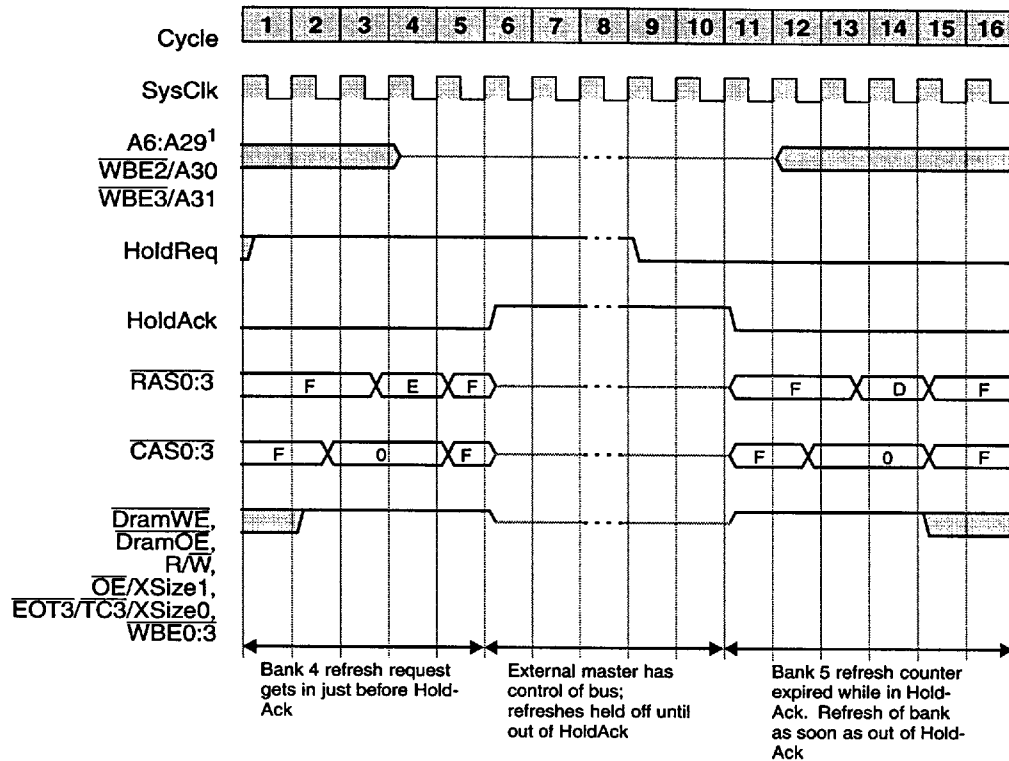 Cycle 1 2 3 4 5 6 7 8 9 10 11 12 13 14 15 16
SysClk
A6:A29¹
WBE2/A30
WBE3/A31
HoldReq
HoldAck
RAS0:3 F E F F D F
CAS0:3 F 0 F F 0 F
DramWE,
DramOE,
R/W,
OE/XSize1,
EOT3/TC3/XSize0,
WBE0:3
Bank 4 refresh request
gets in just before Hold-
Ack
External master has
control of bus;
refreshes held off until
out of HoldAck
Bank 5 refresh counter
expired while in Hold-
Ack. Refresh of bank
as soon as out of Hold-
Ack